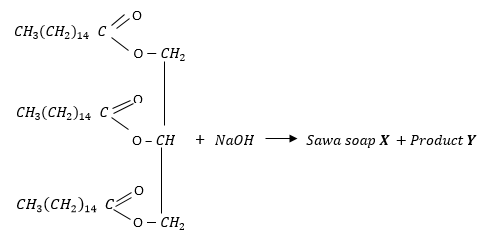 O
CH₃(CH₂)₁₄ C
O – CH₂
O
CH₃(CH₂)₁₄ C
O – CH + NaOH ⟶ Sawa soap X + Product Y
O
CH₃(CH₂)₁₄ C
O – CH₂